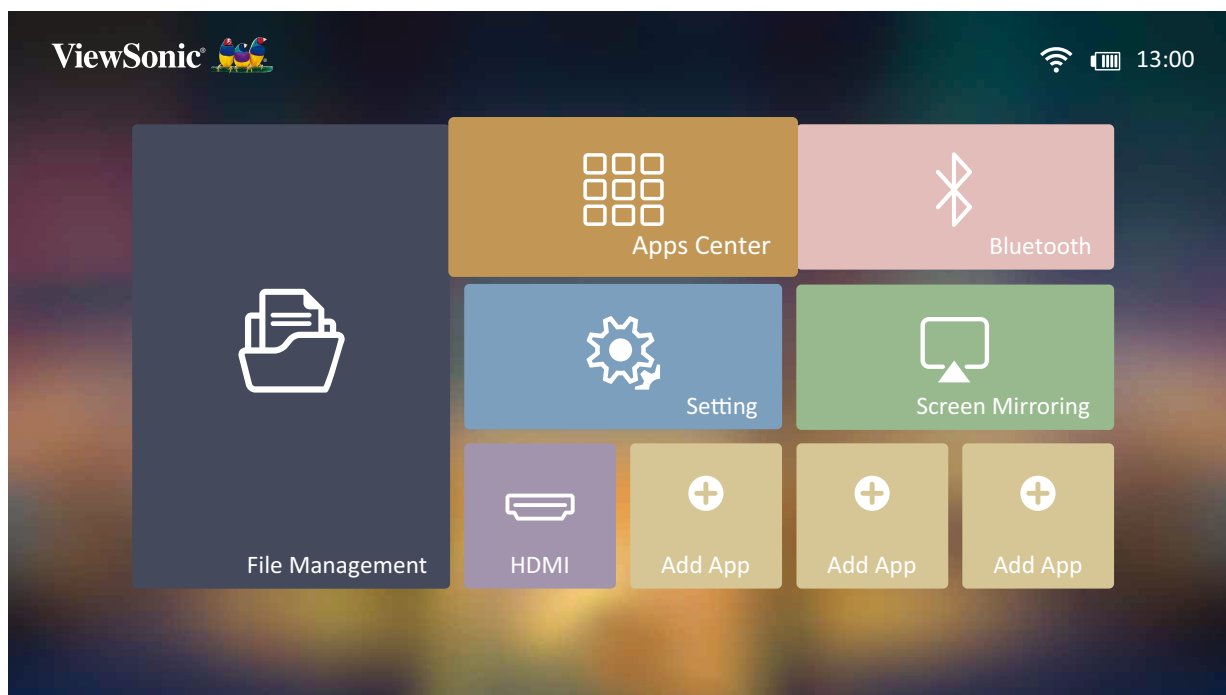 ViewSonic®
13:00
Apps Center
Bluetooth
Setting
Screen Mirroring
File Management
HDMI
Add App
Add App
Add App